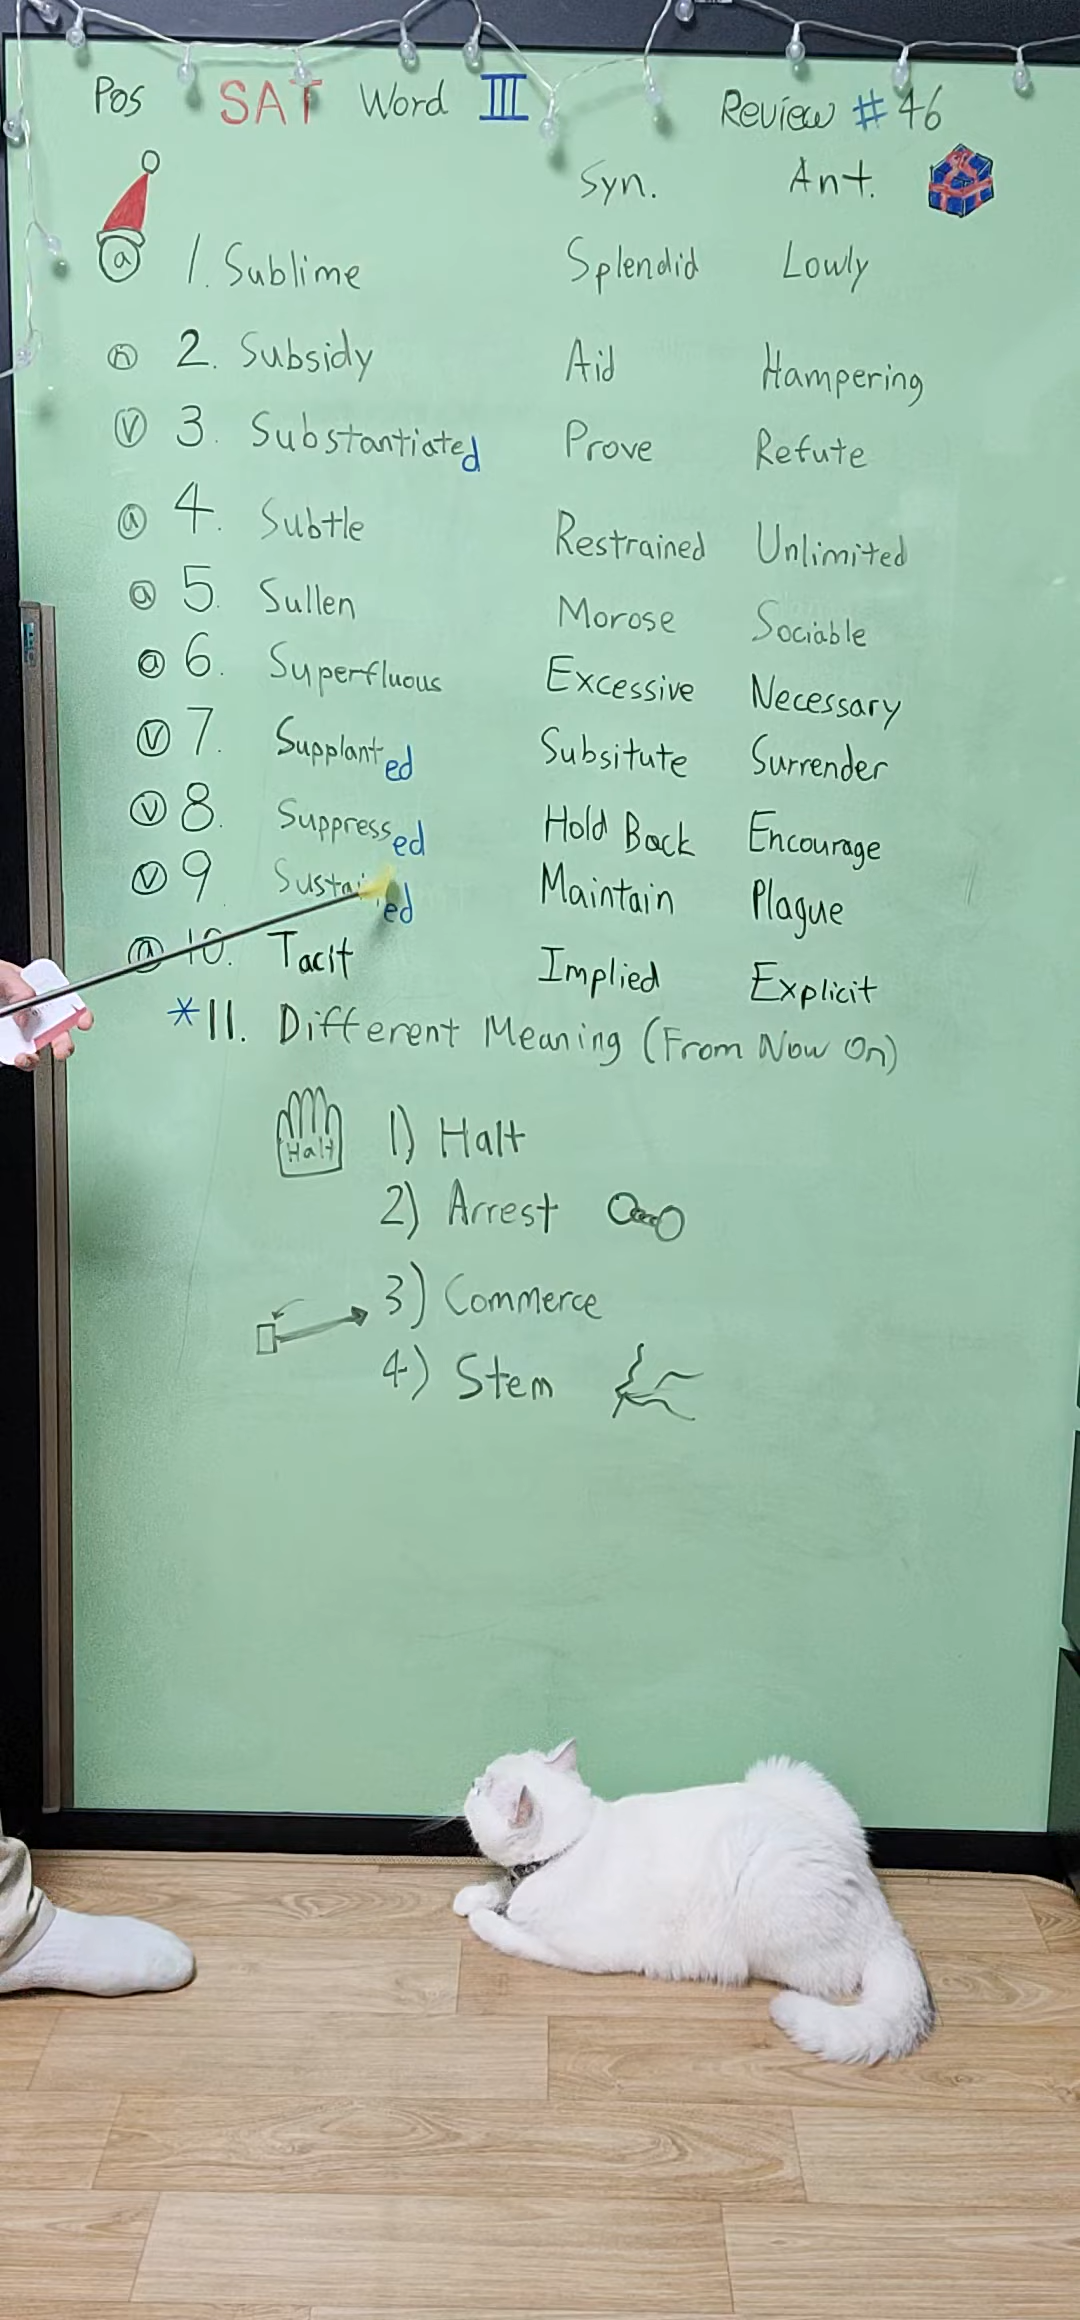 Pos SAT Word III Review #46
Syn. Ant.
ⓐ 1. Sublime Splendid Lowly
ⓝ 2. Subsidy Aid Hampering
Ⓥ 3. Substantiated Prove Refute
ⓐ 4. Subtle Restrained Unlimited
ⓐ 5. Sullen Morose Sociable
ⓐ 6. Superfluous Excessive Necessary
Ⓥ 7. Supplanted Subsitute Surrender
Ⓥ 8. Suppressed Hold Back Encourage
Ⓥ 9. Maintain Plague
ⓐ 10. Tacit Implied Explicit
*11. Different Meaning (From Now On)
Halt 1) Halt
2) Arrest
3) Commerce
4) Stem